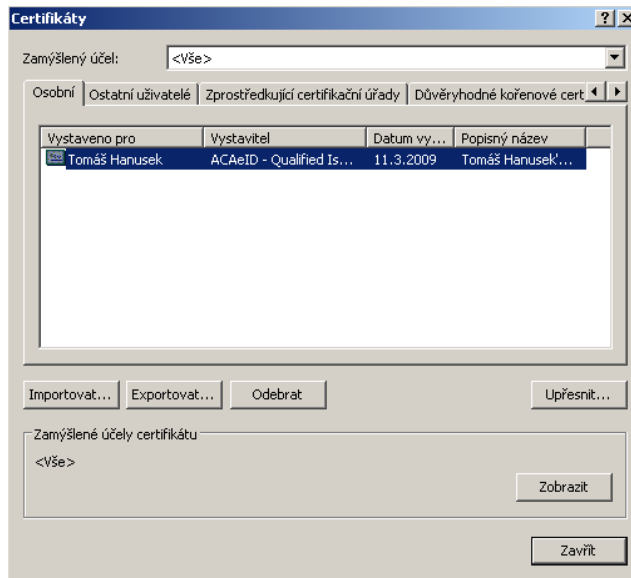 Certifikáty
Zamýšlený účel: <Vše>
Osobní Ostatní uživatelé Zprostředkující certifikační úřady Důvěryhodné kořenové cert
Vystaveno pro Vystavitel Datum vy... Popisný název
Tomáš Hanusek ACAeID - Qualified Is... 11.3.2009 Tomáš Hanusek'...
Importovat... Exportovat... Odebrat Upřesnit...
Zamýšlené účely certifikátu
<Vše>
Zobrazit
Zavřít